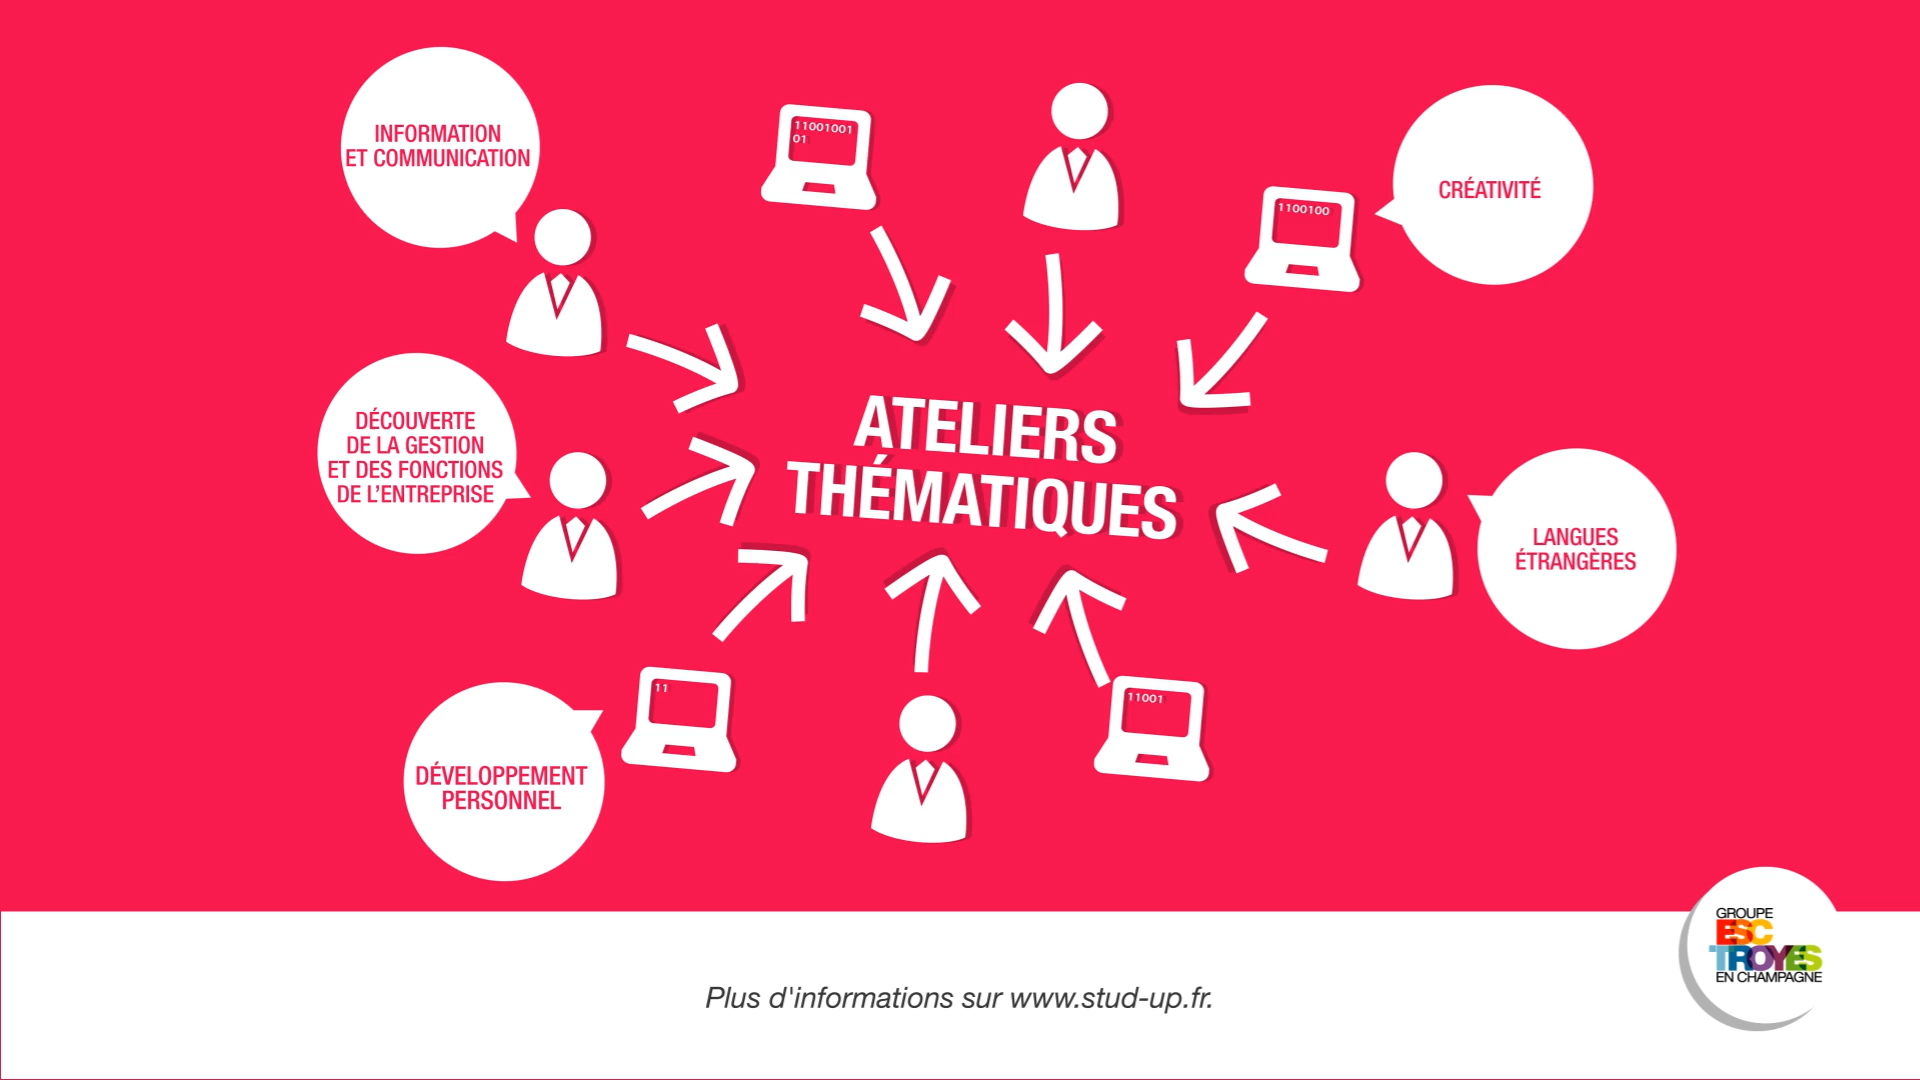 INFORMATION
ET COMMUNICATION
11001001
01
1100100
CRÉATIVITÉ
DÉCOUVERTE
DE LA GESTION
ET DES FONCTIONS
DE L'ENTREPRISE
ATELIERS
THÉMATIQUES
LANGUES
ÉTRANGÈRES
11
11001
DÉVELOPPEMENT
PERSONNEL
GROUPE
ESC
TROYES
EN CHAMPAGNE
Plus d'informations sur www.stud-up.fr.